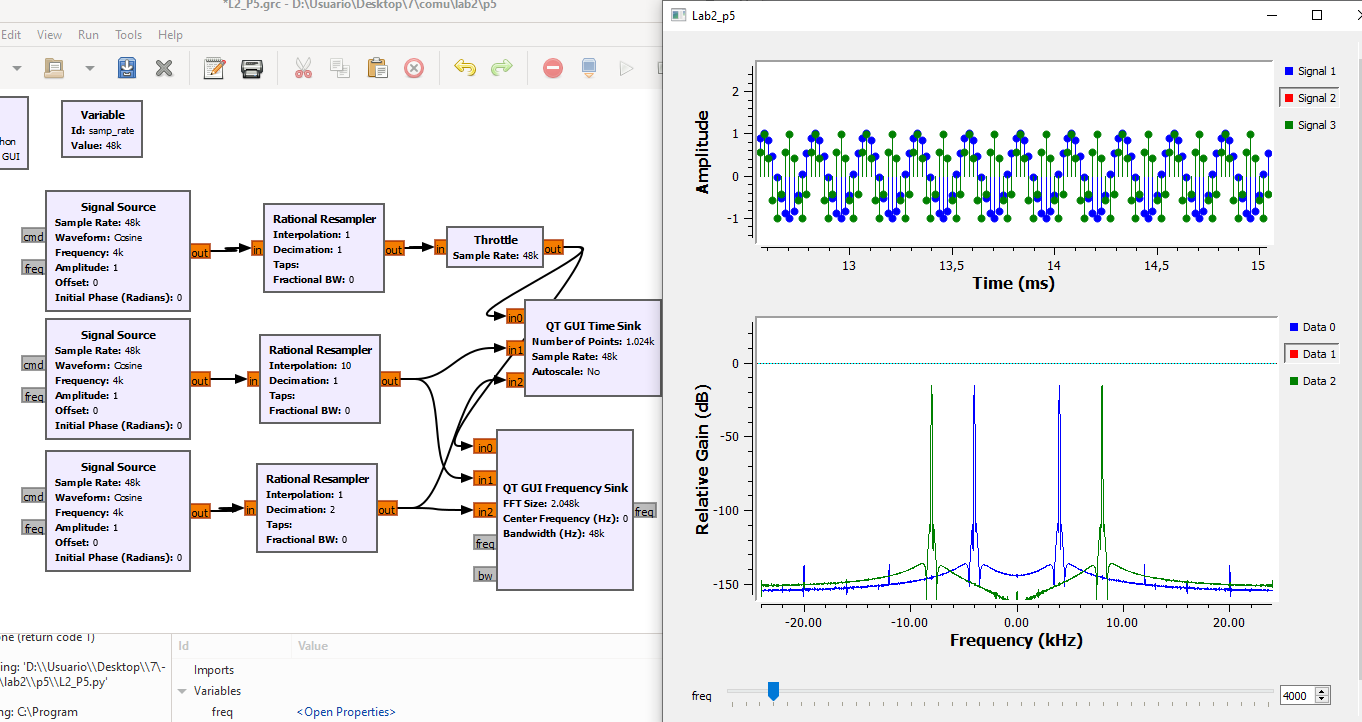 *L2_P5.grc - D:\Usuario\Desktop\7\comu\lab2\p5
Edit View Run Tools Help
hon
GUI
Variable
Id: samp_rate
Value: 48k
Signal Source
Sample Rate: 48k
Waveform: Cosine
Frequency: 4k
Amplitude: 1
Offset: 0
Initial Phase (Radians): 0
cmd
freq
out
in
Rational Resampler
Interpolation: 1
Decimation: 1
Taps:
Fractional BW: 0
out
in
Throttle
Sample Rate: 48k
out
Signal Source
Sample Rate: 48k
Waveform: Cosine
Frequency: 4k
Amplitude: 1
Offset: 0
Initial Phase (Radians): 0
cmd
freq
out
in
Rational Resampler
Interpolation: 10
Decimation: 1
Taps:
Fractional BW: 0
out
in0
in1
in2
QT GUI Time Sink
Number of Points: 1.024k
Sample Rate: 48k
Autoscale: No
Signal Source
Sample Rate: 48k
Waveform: Cosine
Frequency: 4k
Amplitude: 1
Offset: 0
Initial Phase (Radians): 0
cmd
freq
out
in
Rational Resampler
Interpolation: 1
Decimation: 2
Taps:
Fractional BW: 0
out
in0
in1
in2
freq
bw
QT GUI Frequency Sink
FFT Size: 2.048k
Center Frequency (Hz): 0
Bandwidth (Hz): 48k
freq
one (return code 1)
ing: 'D:\\Usuario\\Desktop\\7\-
\lab2\\p5\\L2_P5.py'
ng: C:\Program
Id Value
Imports
Variables
freq <Open Properties>
Lab2_p5
Amplitude
2
1
0
-1
13 13,5 14 14,5 15
Time (ms)
Signal 1
Signal 2
Signal 3
Relative Gain (dB)
0
-50
-100
-150
-20.00 -10.00 0.00 10.00 20.00
Frequency (kHz)
Data 0
Data 1
Data 2
freq
4000